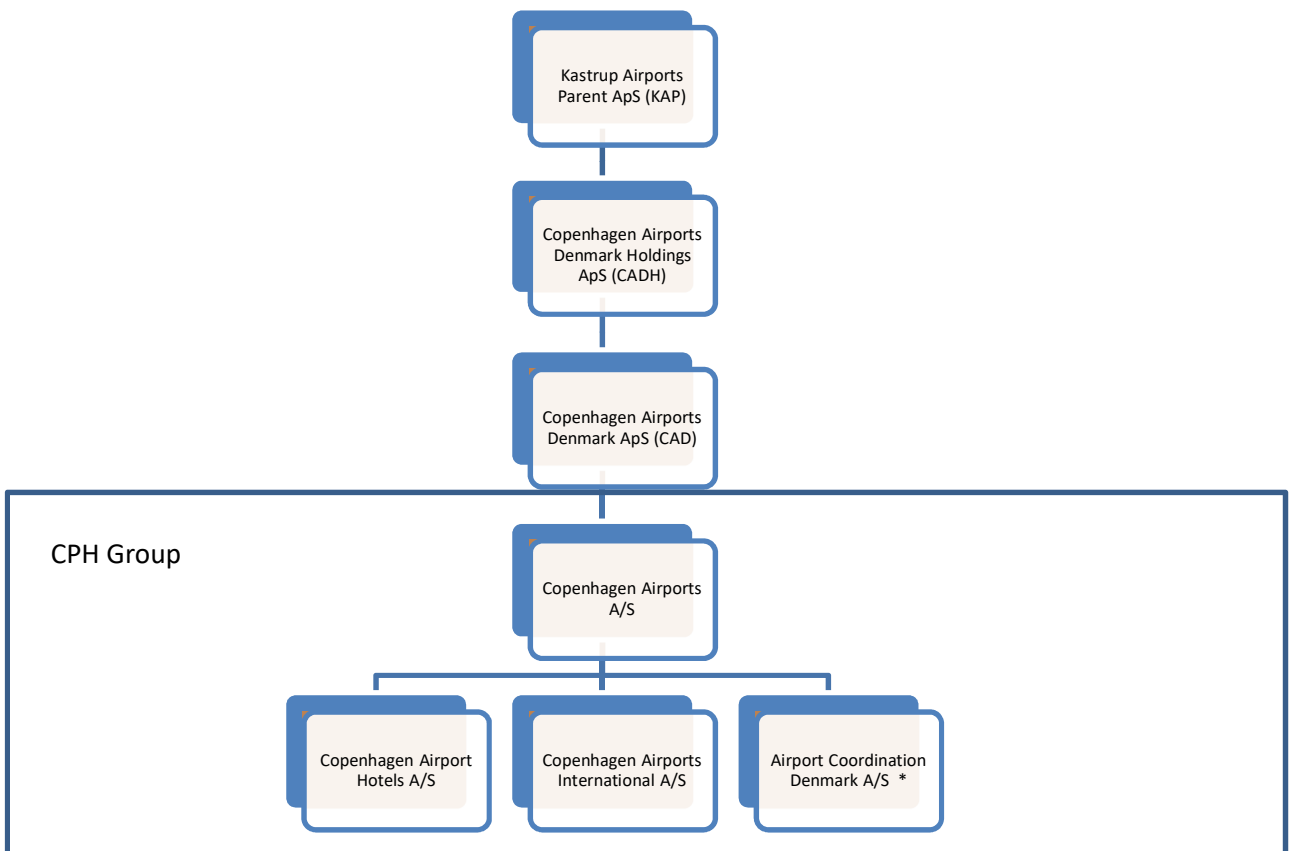 Kastrup Airports
Parent ApS (KAP)
Copenhagen Airports
Denmark Holdings
ApS (CADH)
Copenhagen Airports
Denmark ApS (CAD)
CPH Group
Copenhagen Airports
A/S
Copenhagen Airport
Hotels A/S
Copenhagen Airports
International A/S
Airport Coordination
Denmark A/S *